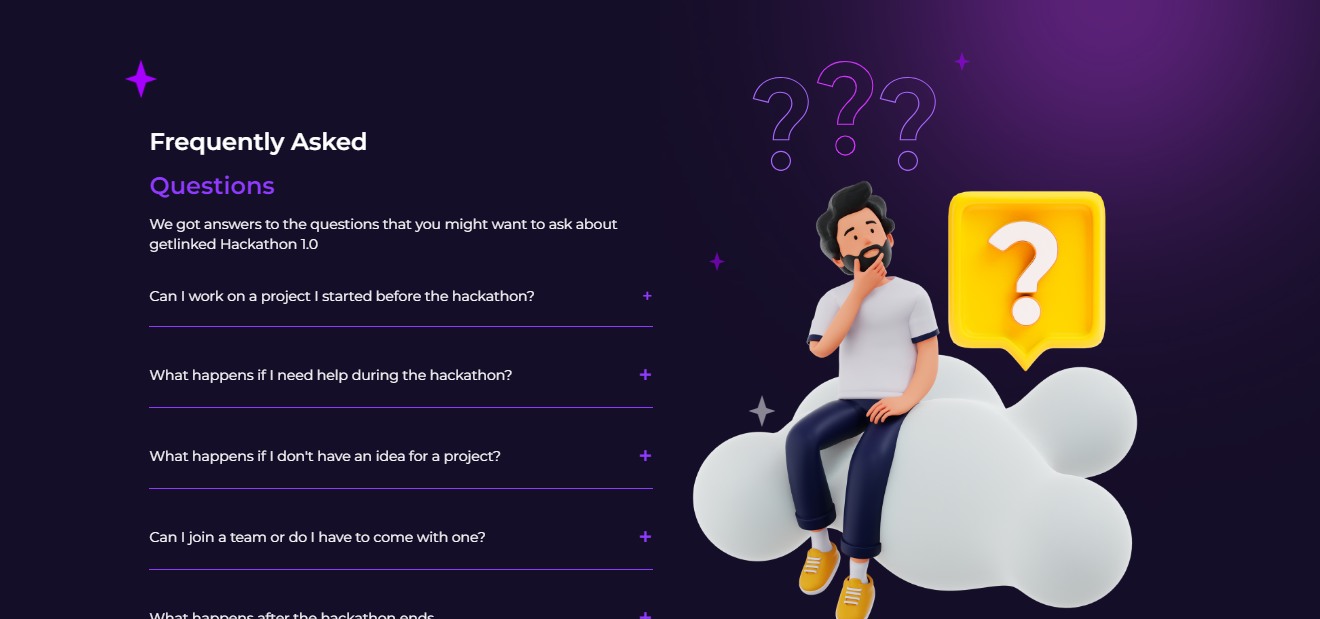 Frequently Asked
Questions
We got answers to the questions that you might want to ask about
getlinked Hackathon 1.0
Can I work on a project I started before the hackathon?
+
What happens if I need help during the hackathon?
+
What happens if I don't have an idea for a project?
+
Can I join a team or do I have to come with one?
+
What happens after the hackathon ends
+
???
?